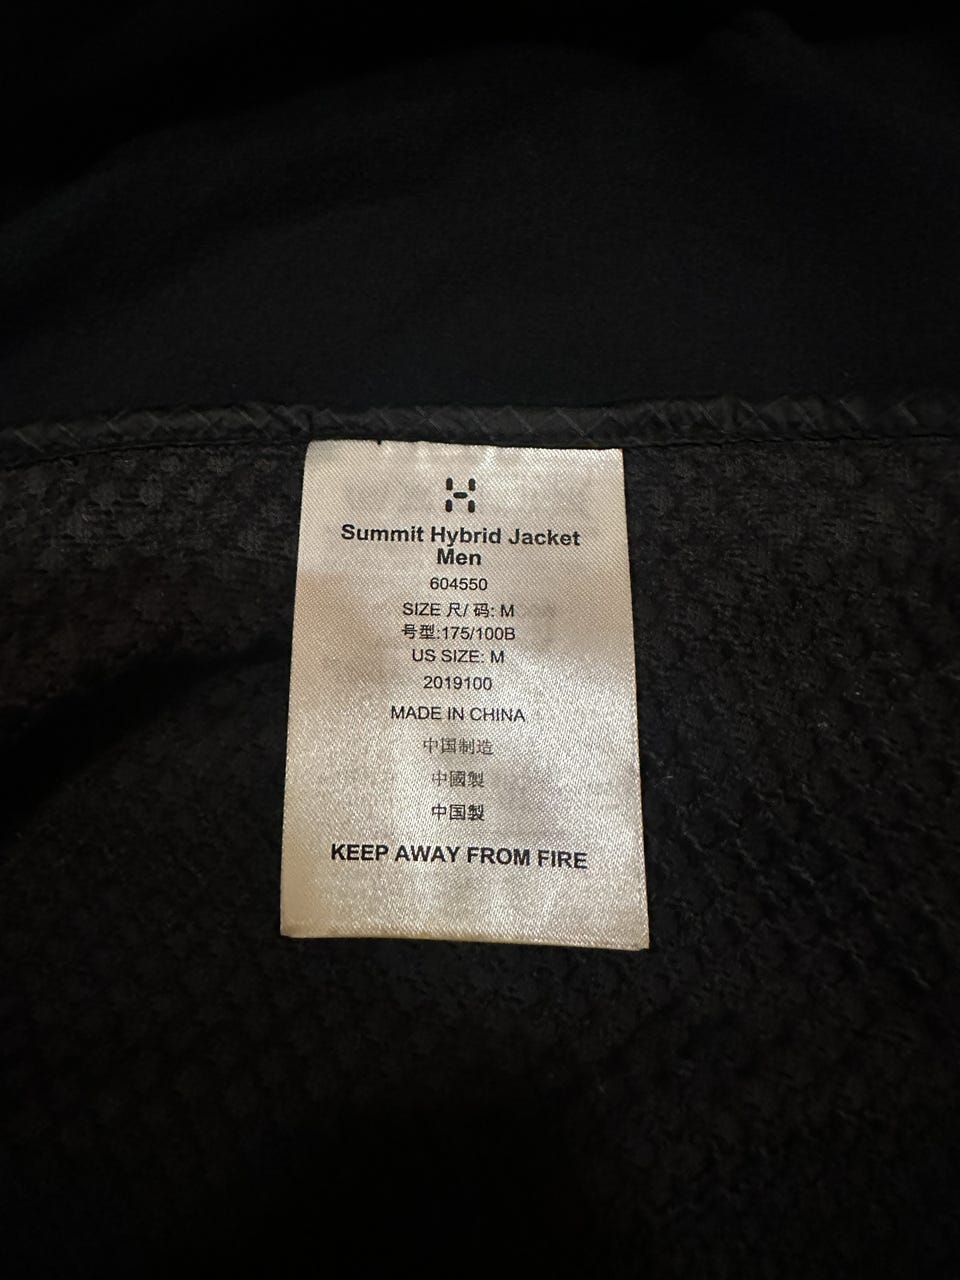 Summit Hybrid Jacket
Men
604550
SIZE 尺/ 码: M
号型:175/100B
US SIZE: M
2019100
MADE IN CHINA
中国制造
中國製
中国製
KEEP AWAY FROM FIRE